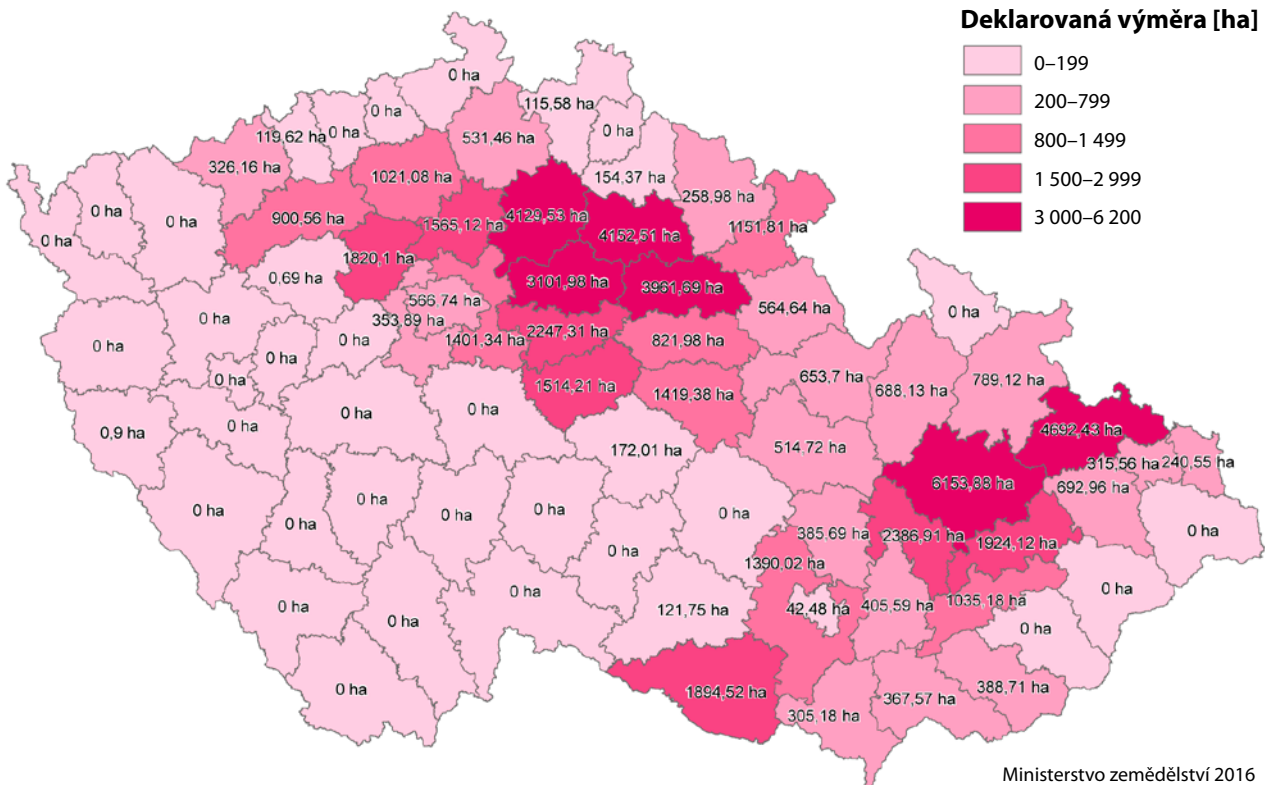 Deklarovaná výměra [ha]
0–199
200–799
800–1 499
1 500–2 999
3 000–6 200
0 ha
115,58 ha
0 ha
0 ha
119,62 ha
0 ha
531,46 ha
154,37 ha
326,16 ha
1021,08 ha
258,98 ha
0 ha
0 ha
0 ha
900,56 ha
1565,12 ha
4129,53 ha
4152,51 ha
1151,81 ha
1820,1 ha
0,69 ha
3101,98 ha
3961,69 ha
566,74 ha
564,64 ha
0 ha
353,89 ha
0 ha
0 ha
2247,31 ha
0 ha
0 ha
1401,34 ha
821,98 ha
0 ha
653,7 ha
789,12 ha
1514,21 ha
1419,38 ha
688,13 ha
0 ha
0 ha
0,9 ha
0 ha
4692,43 ha
172,01 ha
514,72 ha
315,56 ha
240,55 ha
6153,88 ha
692,96 ha
0 ha
0 ha
0 ha
0 ha
0 ha
0 ha
0 ha
385,69 ha
2386,91 ha
1924,12 ha
0 ha
0 ha
1390,02 ha
0 ha
0 ha
0 ha
121,75 ha
42,48 ha
405,59 ha
1035,18 ha
0 ha
0 ha
0 ha
1894,52 ha
367,57 ha
388,71 ha
305,18 ha
Ministerstvo zemědělství 2016